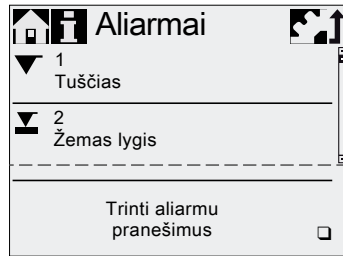 Aliarmai
1
Tuščias
2
Žemas lygis
Trinti aliarmu
pranešimus